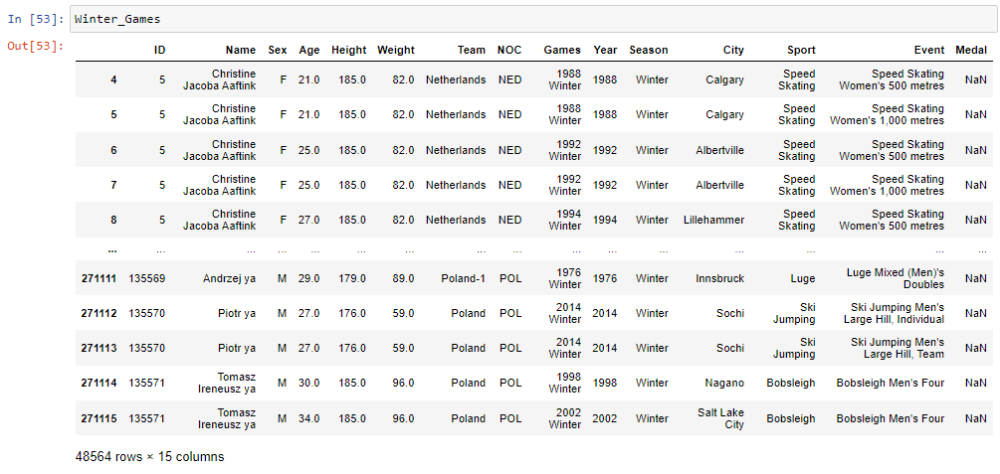 In [53]: Winter_Games
Out[53]:
ID Name Sex Age Height Weight Team NOC Games Year Season City Sport Event Medal
4 5 Christine Jacoba Aaftink F 21.0 185.0 82.0 Netherlands NED 1988 Winter 1988 Winter Calgary Speed Skating Speed Skating Women's 500 metres NaN
5 5 Christine Jacoba Aaftink F 21.0 185.0 82.0 Netherlands NED 1988 Winter 1988 Winter Calgary Speed Skating Speed Skating Women's 1,000 metres NaN
6 5 Christine Jacoba Aaftink F 25.0 185.0 82.0 Netherlands NED 1992 Winter 1992 Winter Albertville Speed Skating Speed Skating Women's 500 metres NaN
7 5 Christine Jacoba Aaftink F 25.0 185.0 82.0 Netherlands NED 1992 Winter 1992 Winter Albertville Speed Skating Speed Skating Women's 1,000 metres NaN
8 5 Christine Jacoba Aaftink F 27.0 185.0 82.0 Netherlands NED 1994 Winter 1994 Winter Lillehammer Speed Skating Speed Skating Women's 500 metres NaN
... ... ... ... ... ... ... ... ... ... ... ... ... ... ... ...
271111 135569 Andrzej ya M 29.0 179.0 89.0 Poland-1 POL 1976 Winter 1976 Winter Innsbruck Luge Luge Mixed (Men)'s Doubles NaN
271112 135570 Piotr ya M 27.0 176.0 59.0 Poland POL 2014 Winter 2014 Winter Sochi Ski Jumping Ski Jumping Men's Large Hill, Individual NaN
271113 135570 Piotr ya M 27.0 176.0 59.0 Poland POL 2014 Winter 2014 Winter Sochi Ski Jumping Ski Jumping Men's Large Hill, Team NaN
271114 135571 Tomasz Ireneusz ya M 30.0 185.0 96.0 Poland POL 1998 Winter 1998 Winter Nagano Bobsleigh Bobsleigh Men's Four NaN
271115 135571 Tomasz Ireneusz ya M 34.0 185.0 96.0 Poland POL 2002 Winter 2002 Winter Salt Lake City Bobsleigh Bobsleigh Men's Four NaN
48564 rows × 15 columns